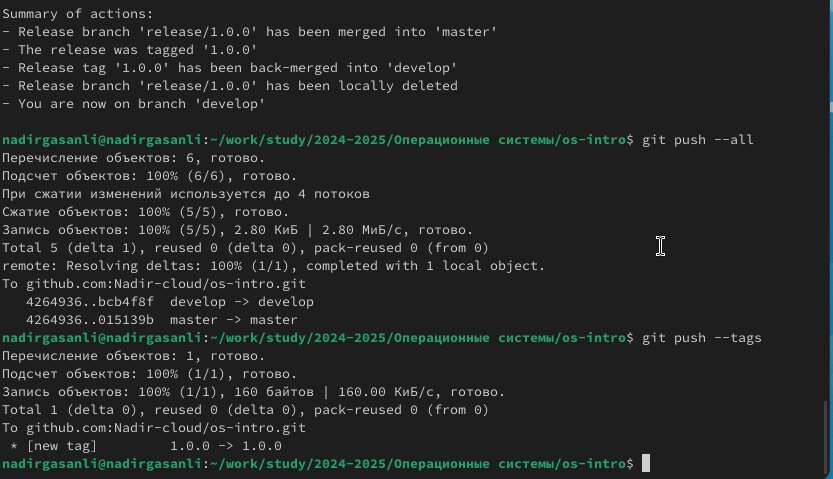 Summary of actions:
- Release branch 'release/1.0.0' has been merged into 'master'
- The release was tagged '1.0.0'
- Release tag '1.0.0' has been back-merged into 'develop'
- Release branch 'release/1.0.0' has been locally deleted
- You are now on branch 'develop'
nadirgasanli@nadirgasanli:~/work/study/2024-2025/Операционные системы/os-intro$ git push --all
Перечисление объектов: 6, готово.
Подсчет объектов: 100% (6/6), готово.
При сжатии изменений используется до 4 потоков
Сжатие объектов: 100% (5/5), готово.
Запись объектов: 100% (5/5), 2.80 КиБ | 2.80 МиБ/с, готово.
Total 5 (delta 1), reused 0 (delta 0), pack-reused 0 (from 0)
remote: Resolving deltas: 100% (1/1), completed with 1 local object.
To github.com:Nadir-cloud/os-intro.git
   4264936..bcb4f8f  develop -> develop
   4264936..015139b  master -> master
nadirgasanli@nadirgasanli:~/work/study/2024-2025/Операционные системы/os-intro$ git push --tags
Перечисление объектов: 1, готово.
Подсчет объектов: 100% (1/1), готово.
Запись объектов: 100% (1/1), 160 байтов | 160.00 КиБ/с, готово.
Total 1 (delta 0), reused 0 (delta 0), pack-reused 0 (from 0)
To github.com:Nadir-cloud/os-intro.git
 * [new tag]         1.0.0 -> 1.0.0
nadirgasanli@nadirgasanli:~/work/study/2024-2025/Операционные системы/os-intro$